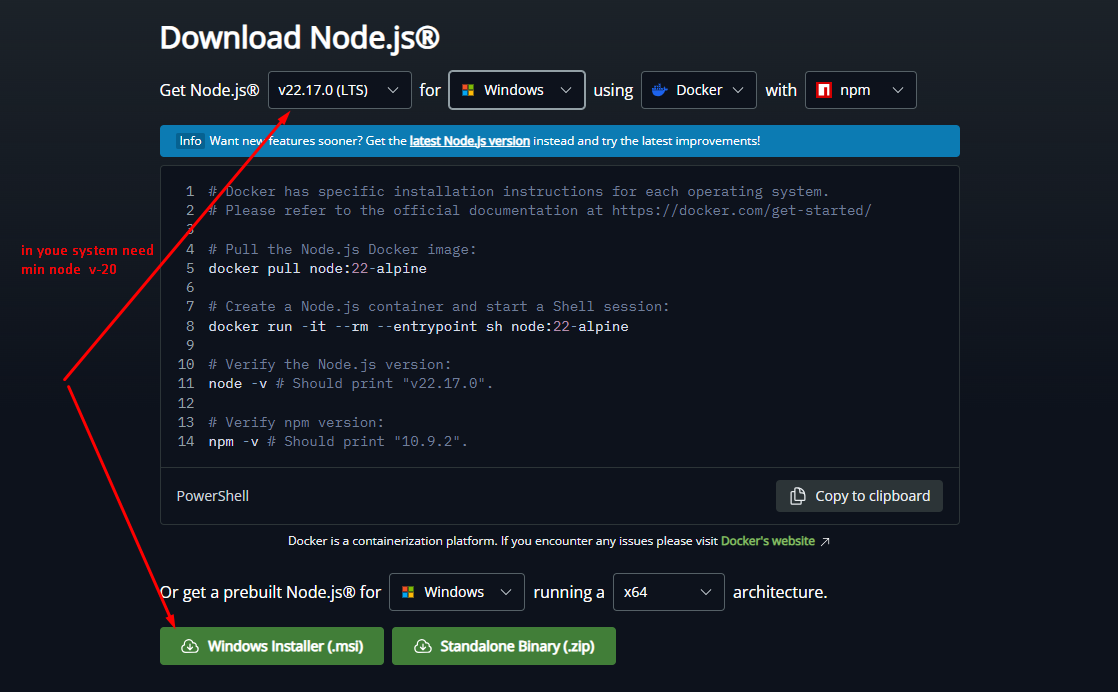 Download Node.js®
Get Node.js® v22.17.0 (LTS) for Windows using Docker with npm
Info Want new features sooner? Get the latest Node.js version instead and try the latest improvements!
1 # Docker has specific installation instructions for each operating system.
2 # Please refer to the official documentation at https://docker.com/get-started/
3
in youe system need
min node v-20
4 # Pull the Node.js Docker image:
5 docker pull node:22-alpine
6
7 # Create a Node.js container and start a Shell session:
8 docker run -it --rm --entrypoint sh node:22-alpine
9
10 # Verify the Node.js version:
11 node -v # Should print "v22.17.0".
12
13 # Verify npm version:
14 npm -v # Should print "10.9.2".
PowerShell Copy to clipboard
Docker is a containerization platform. If you encounter any issues please visit Docker's website ↗
Or get a prebuilt Node.js® for Windows running a x64 architecture.
Windows Installer (.msi) Standalone Binary (.zip)